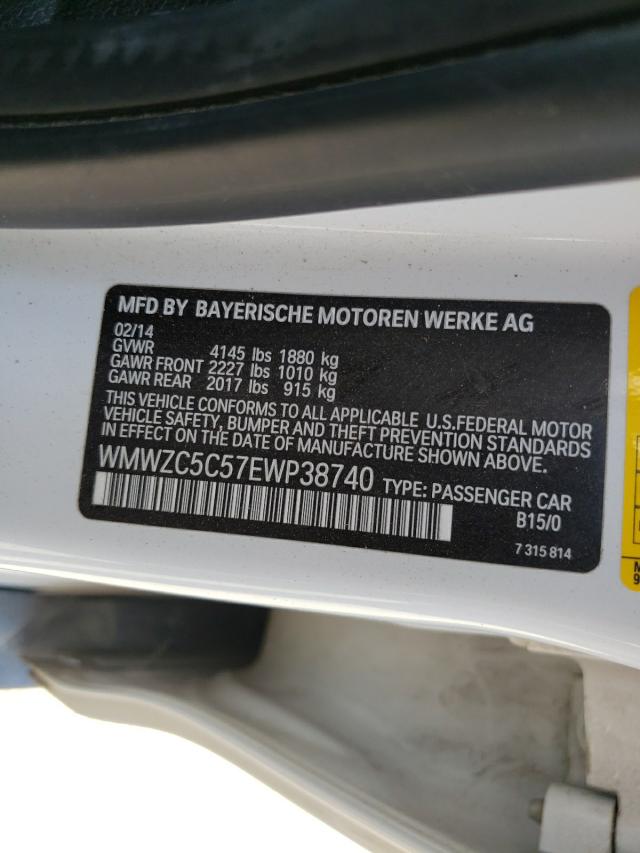 MFD BY BAYERISCHE MOTOREN WERKE AG
02/14
GVWR 4145 lbs 1880 kg
GAWR FRONT 2227 lbs 1010 kg
GAWR REAR 2017 lbs 915 kg
THIS VEHICLE CONFORMS TO ALL APPLICABLE U.S.FEDERAL MOTOR
VEHICLE SAFETY, BUMPER AND THEFT PREVENTION STANDARDS
IN EFFECT ON THE DATE OF MANUFACTURE SHOWN ABOVE.
WMWZC5C57EWP38740 TYPE: PASSENGER CAR
B15/0
7 315 814